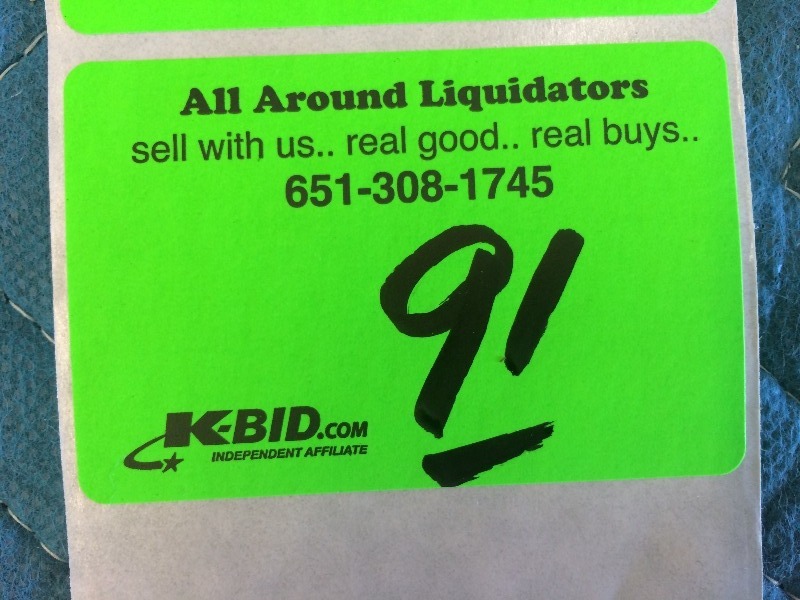 All Around Liquidators
sell with us.. real good.. real buys..
651-308-1745
91
K-BID.COM
INDEPENDENT AFFILIATE